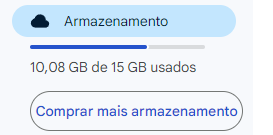 Armazenamento
10,08 GB de 15 GB usados
Comprar mais armazenamento